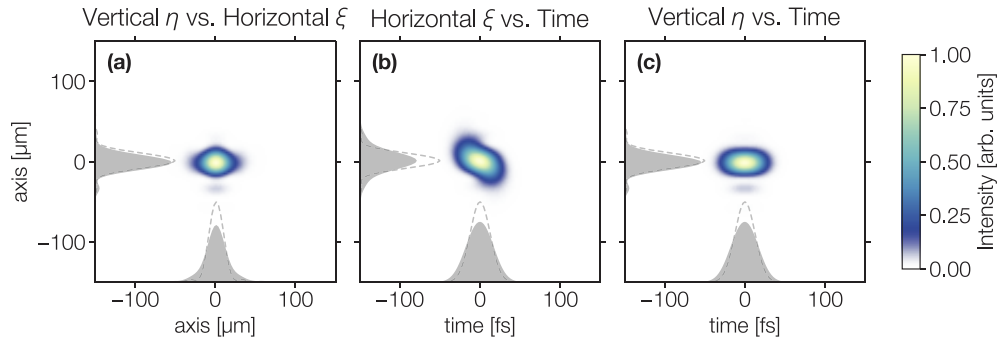 Vertical η vs. Horizontal ξ
Horizontal ξ vs. Time
Vertical η vs. Time
(a)
(b)
(c)
100
0
−100
axis [µm]
−100 0 100
axis [µm]
−100 0 100
time [fs]
−100 0 100
time [fs]
1.00
0.75
0.50
0.25
0.00
Intensity [arb. units]